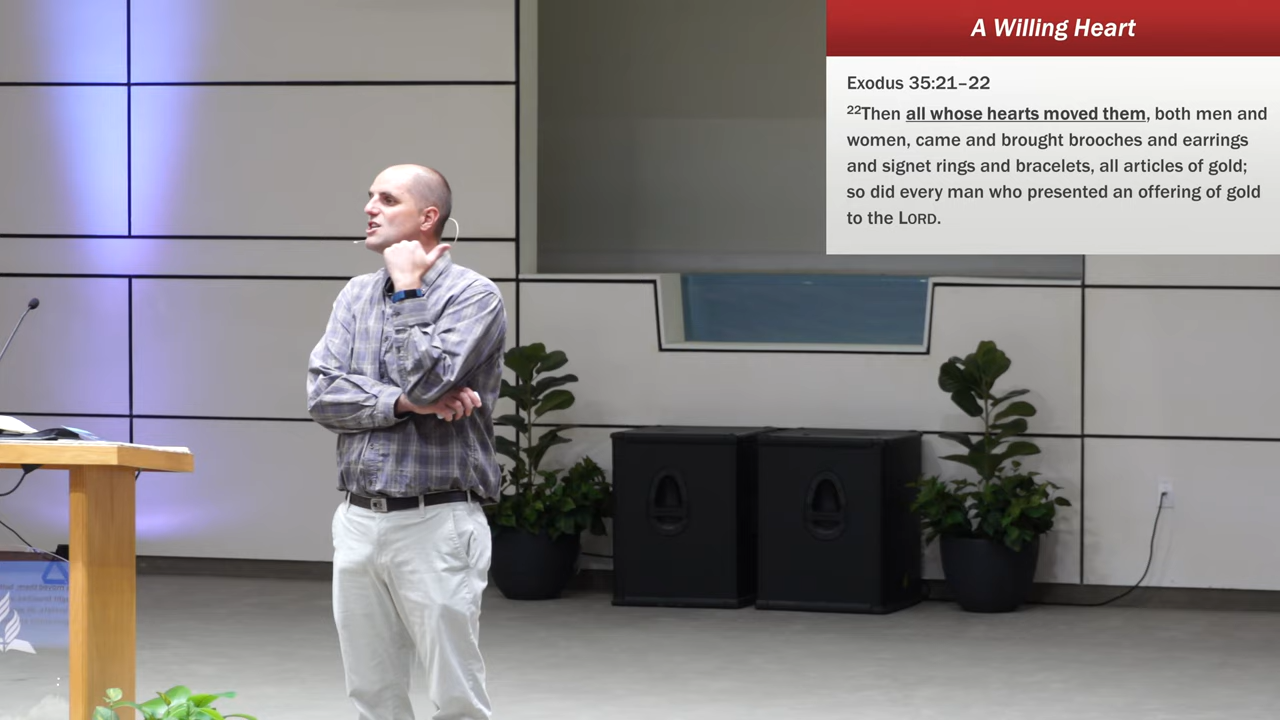 A Willing Heart
Exodus 35:21–22
²²Then all whose hearts moved them, both men and
women, came and brought brooches and earrings
and signet rings and bracelets, all articles of gold;
so did every man who presented an offering of gold
to the LORD.